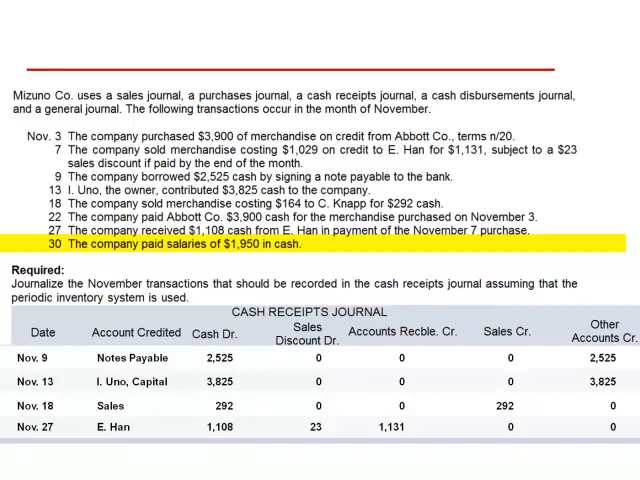 Mizuno Co. uses a sales journal, a purchases journal, a cash receipts journal, a cash disbursements journal,
and a general journal. The following transactions occur in the month of November.
Nov. 3 The company purchased $3,900 of merchandise on credit from Abbott Co., terms n/20.
7 The company sold merchandise costing $1,029 on credit to E. Han for $1,131, subject to a $23
sales discount if paid by the end of the month.
9 The company borrowed $2,525 cash by signing a note payable to the bank.
13 I. Uno, the owner, contributed $3,825 cash to the company.
18 The company sold merchandise costing $164 to C. Knapp for $292 cash.
22 The company paid Abbott Co. $3,900 cash for the merchandise purchased on November 3.
27 The company received $1,108 cash from E. Han in payment of the November 7 purchase.
30 The company paid salaries of $1,950 in cash.
Required:
Journalize the November transactions that should be recorded in the cash receipts journal assuming that the
periodic inventory system is used.
CASH RECEIPTS JOURNAL
Date Account Credited Cash Dr. Sales Discount Dr. Accounts Recble. Cr. Sales Cr. Other Accounts Cr.
Nov. 9 Notes Payable 2,525 0 0 0 2,525
Nov. 13 I. Uno, Capital 3,825 0 0 0 3,825
Nov. 18 Sales 292 0 0 292 0
Nov. 27 E. Han 1,108 23 1,131 0 0